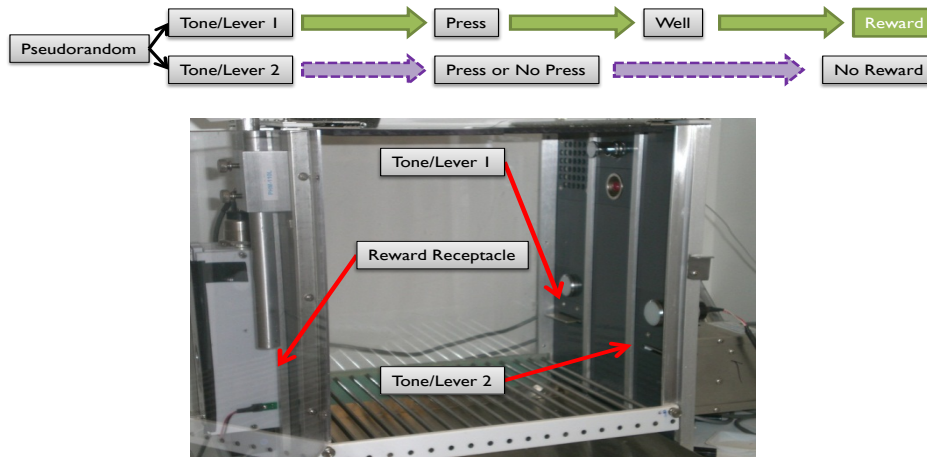 Tone/Lever 1
Press
Well
Reward
Pseudorandom
Tone/Lever 2
Press or No Press
No Reward
Tone/Lever 1
Reward Receptacle
Tone/Lever 2